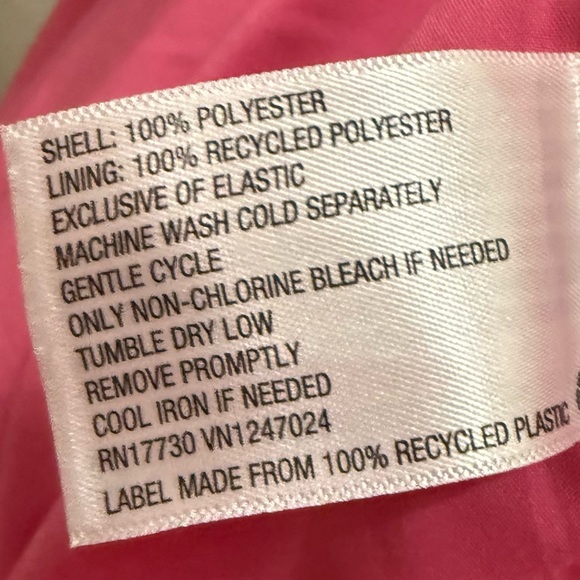 SHELL: 100% POLYESTER
LINING: 100% RECYCLED POLYESTER
EXCLUSIVE OF ELASTIC
MACHINE WASH COLD SEPARATELY
GENTLE CYCLE
ONLY NON-CHLORINE BLEACH IF NEEDED
TUMBLE DRY LOW
REMOVE PROMPTLY
COOL IRON IF NEEDED
RN17730 VN1247024
LABEL MADE FROM 100% RECYCLED PLASTIC